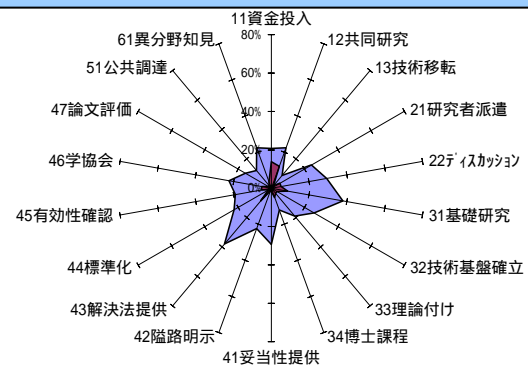 11資金投入
61異分野知見
80%
12共同研究
51公共調達
60%
13技術移転
47論文評価
40%
21研究者派遣
46学協会
20%
22ﾃﾞｨｽｶｯｼｮﾝ
0%
45有効性確認
31基礎研究
44標準化
32技術基盤確立
43解決法提供
33理論付け
42隘路明示
34博士課程
41妥当性提供